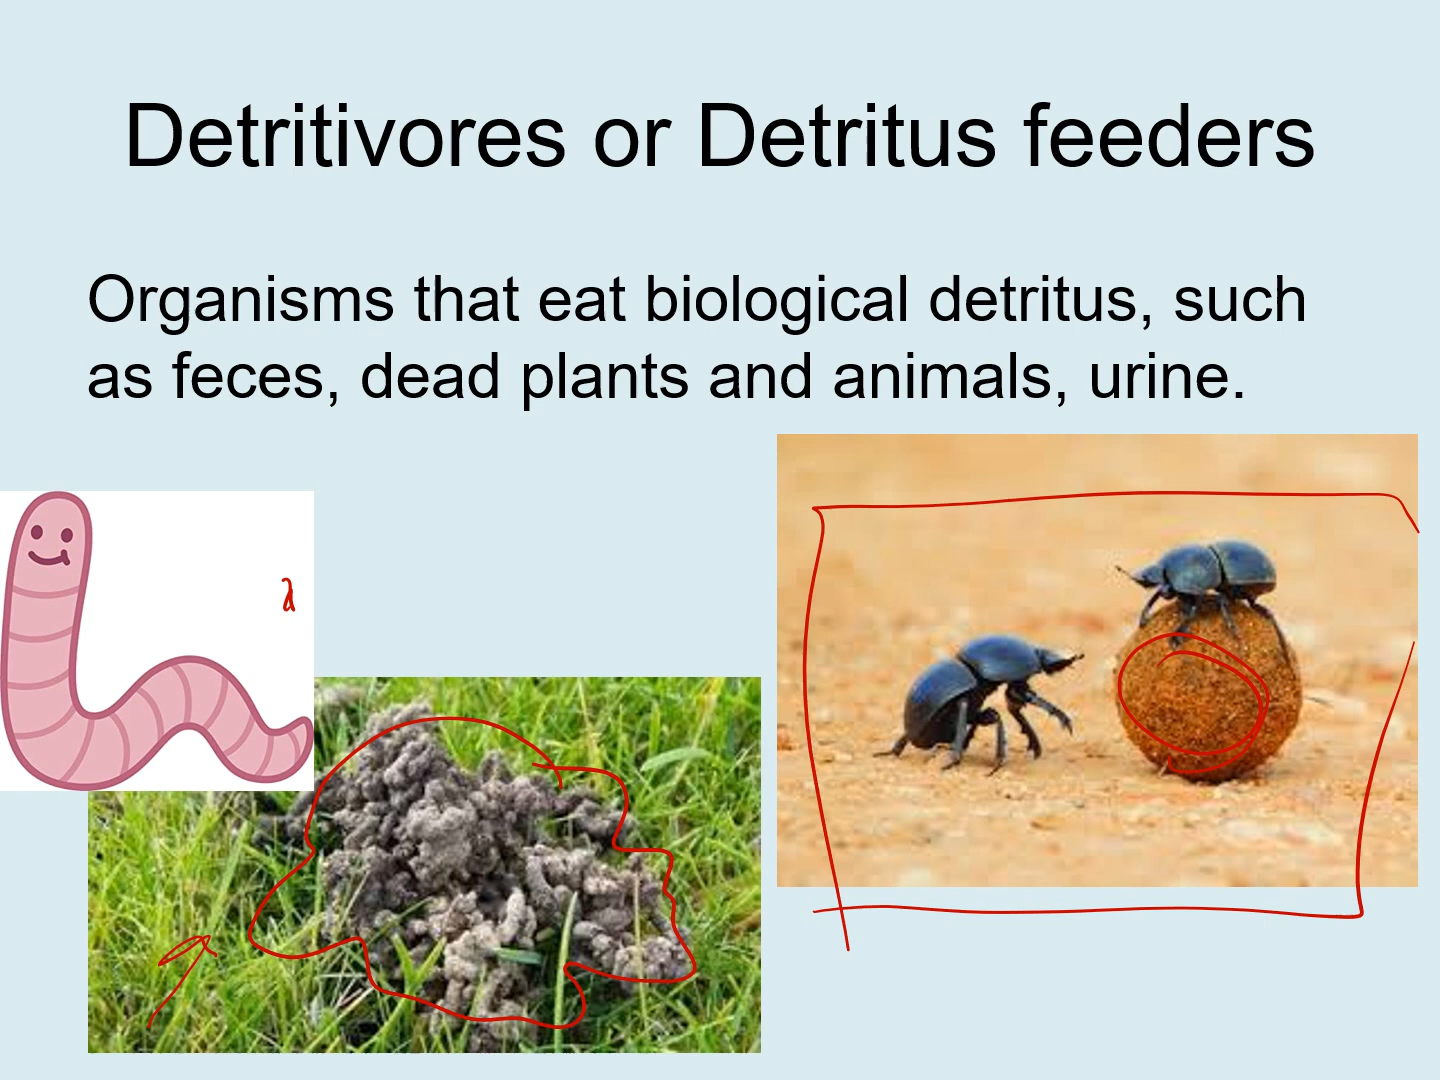 Detritivores or Detritus feeders
Organisms that eat biological detritus, such
as feces, dead plants and animals, urine.